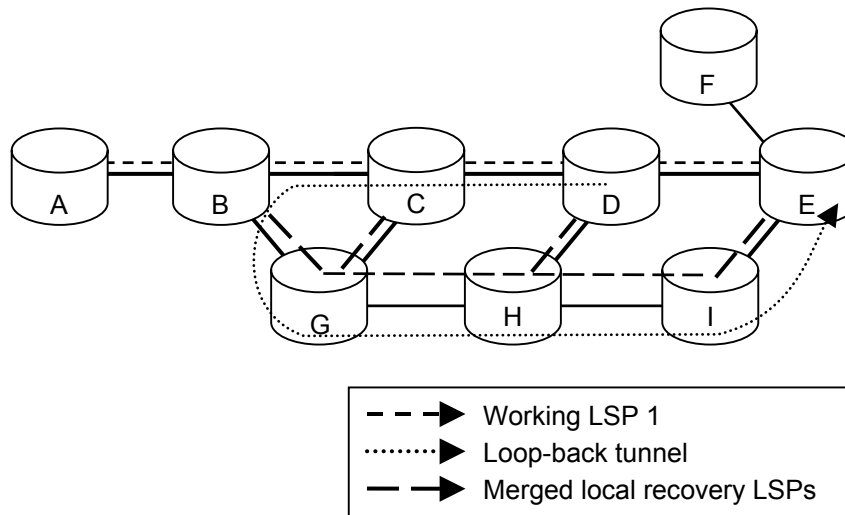 F
A
B
C
D
E
G
H
I
Working LSP 1
Loop-back tunnel
Merged local recovery LSPs